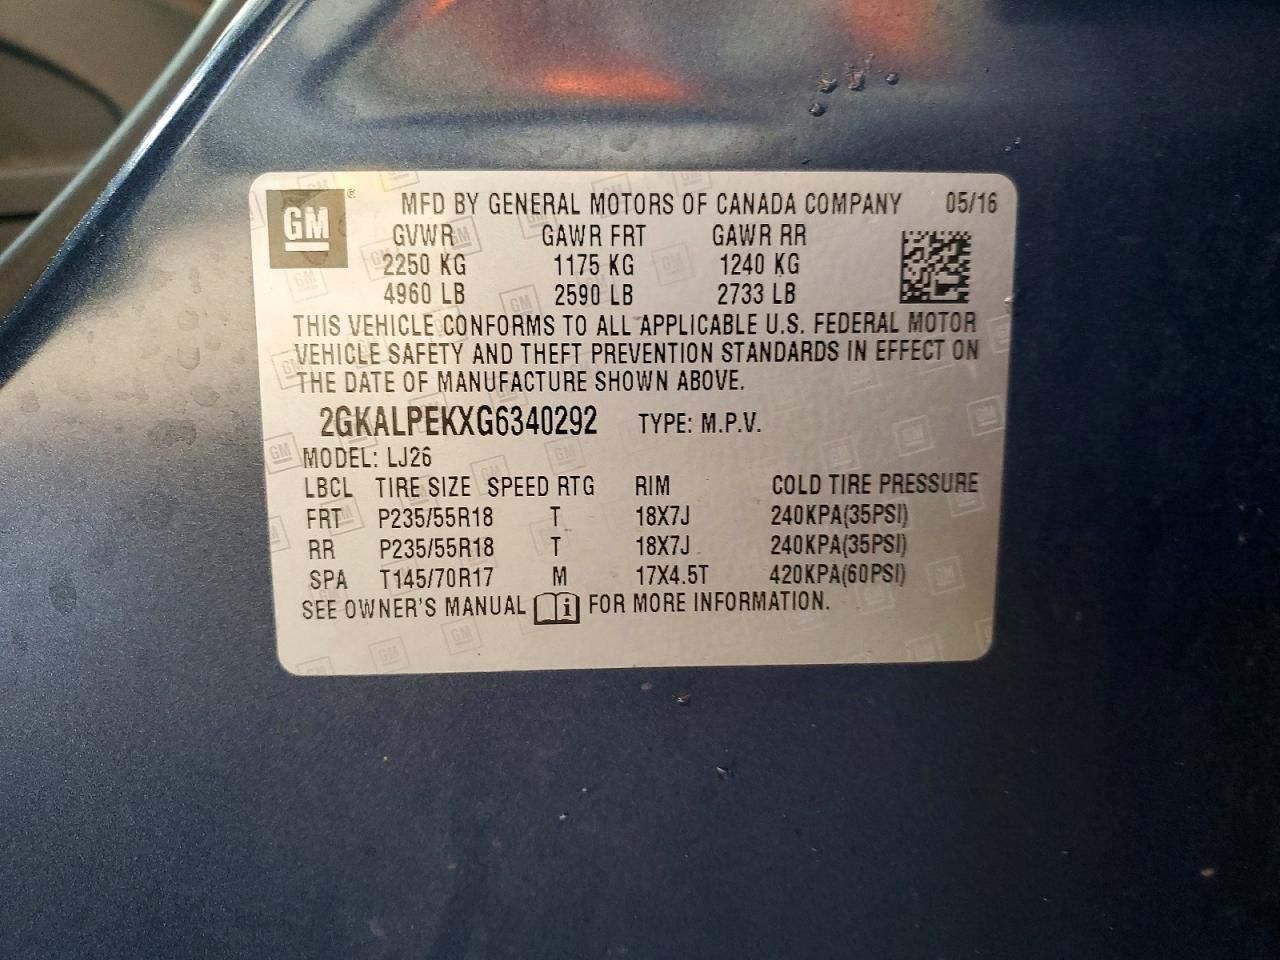 GM ® MFD BY GENERAL MOTORS OF CANADA COMPANY 05/16
GVWR GAWR FRT GAWR RR
2250 KG 1175 KG 1240 KG
4960 LB 2590 LB 2733 LB
THIS VEHICLE CONFORMS TO ALL APPLICABLE U.S. FEDERAL MOTOR
VEHICLE SAFETY AND THEFT PREVENTION STANDARDS IN EFFECT ON
THE DATE OF MANUFACTURE SHOWN ABOVE.
2GKALPEKXG6340292 TYPE: M.P.V.
MODEL: LJ26
LBCL TIRE SIZE SPEED RTG RIM COLD TIRE PRESSURE
FRT P235/55R18 T 18X7J 240KPA(35PSI)
RR P235/55R18 T 18X7J 240KPA(35PSI)
SPA T145/70R17 M 17X4.5T 420KPA(60PSI)
SEE OWNER'S MANUAL i FOR MORE INFORMATION.